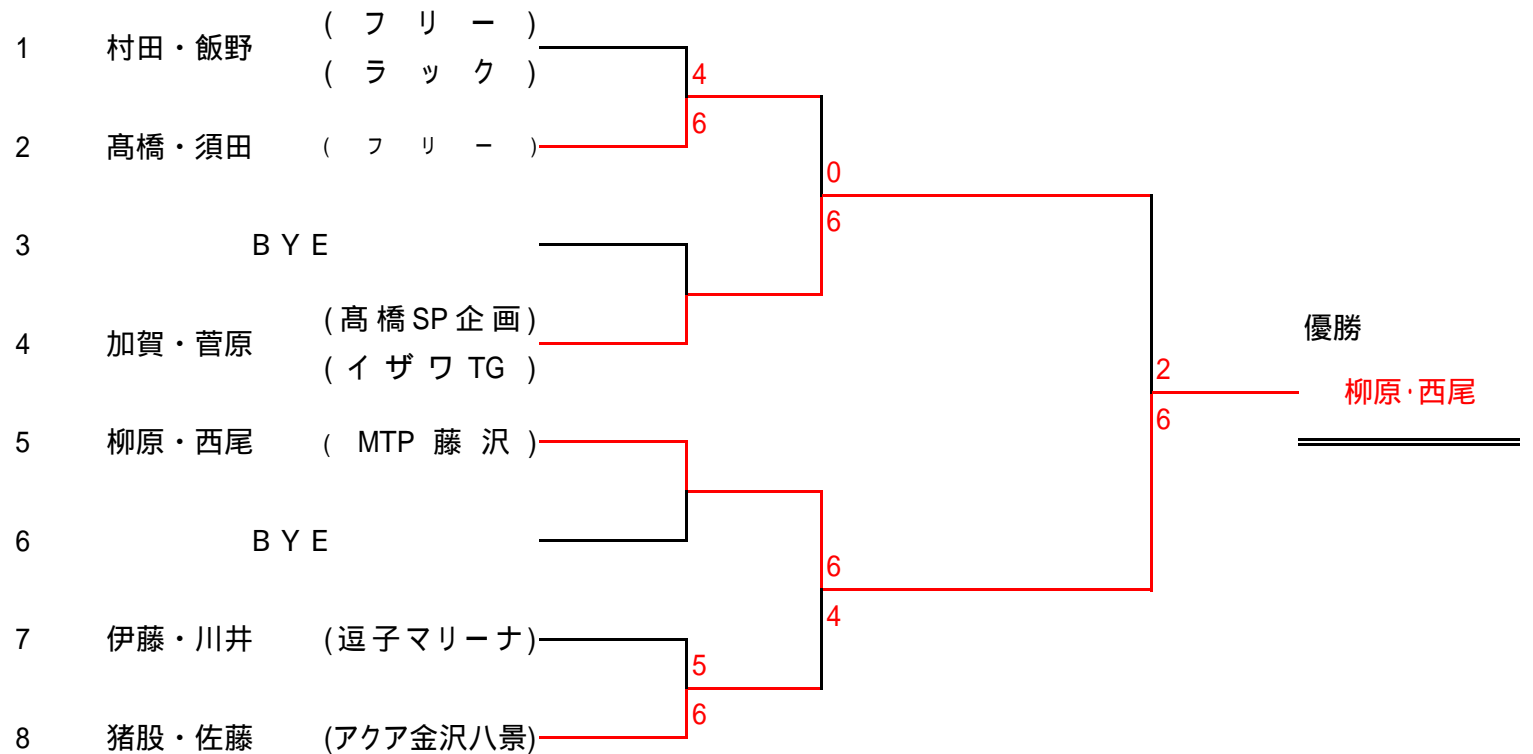 1 村田・飯野 (フリー)
(ラック)
4
6
2 髙橋・須田 (フリー)
0
6
3 BYE
4 加賀・菅原 (髙橋SP企画)
(イザワTG)
優勝
2
6
柳原・西尾
5 柳原・西尾 (MTP藤沢)
6 BYE
6
4
7 伊藤・川井 (逗子マリーナ)
5
6
8 猪股・佐藤 (アクア金沢八景)